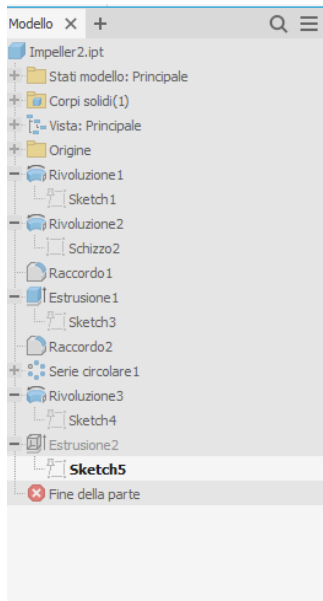 Modello
Impeller2.ipt
Stati modello: Principale
Corpi solidi(1)
Vista: Principale
Origine
Rivoluzione1
Sketch1
Rivoluzione2
Schizzo2
Raccordo1
Estrusione1
Sketch3
Raccordo2
Serie circolare1
Rivoluzione3
Sketch4
Estrusione2
Sketch5
Fine della parte